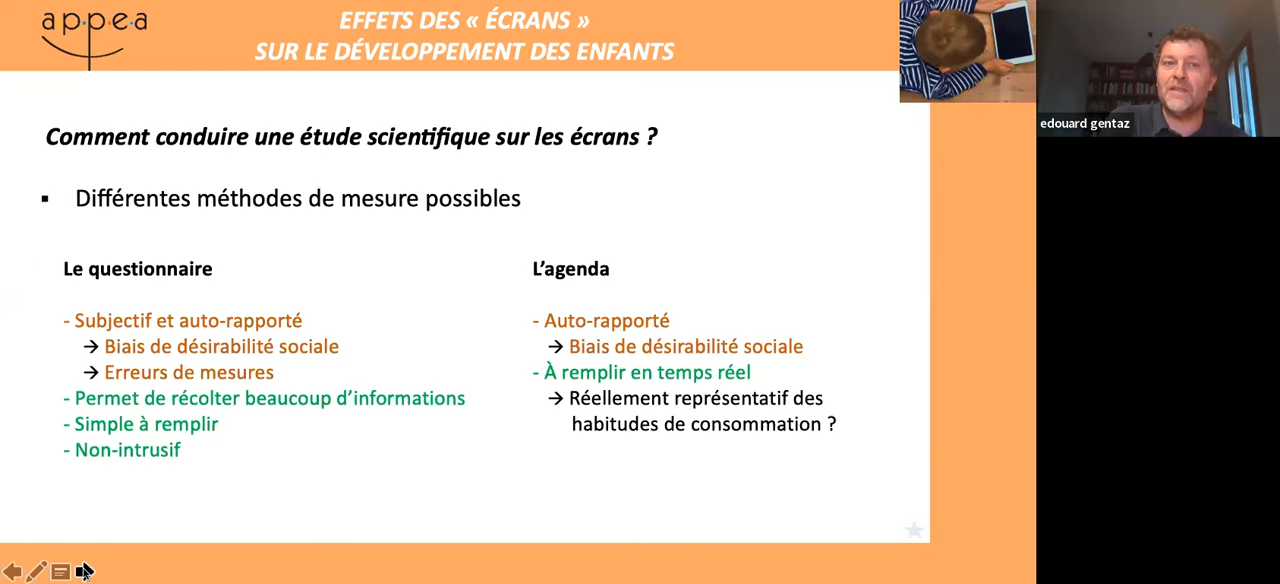 a·p·p·e·a
EFFETS DES « ÉCRANS »
SUR LE DÉVELOPPEMENT DES ENFANTS
edouard gentaz
Comment conduire une étude scientifique sur les écrans ?
▪ Différentes méthodes de mesure possibles
Le questionnaire
- Subjectif et auto-rapporté
→ Biais de désirabilité sociale
→ Erreurs de mesures
- Permet de récolter beaucoup d’informations
- Simple à remplir
- Non-intrusif
L’agenda
- Auto-rapporté
→ Biais de désirabilité sociale
- À remplir en temps réel
→ Réellement représentatif des
habitudes de consommation ?